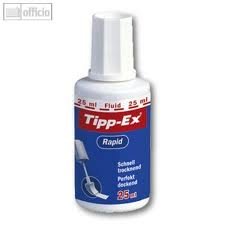 officio
25 ml Fluid 25 ml
Tipp-Ex®
Rapid
Schnell
trocknend
Perfekt
deckend
25 ml